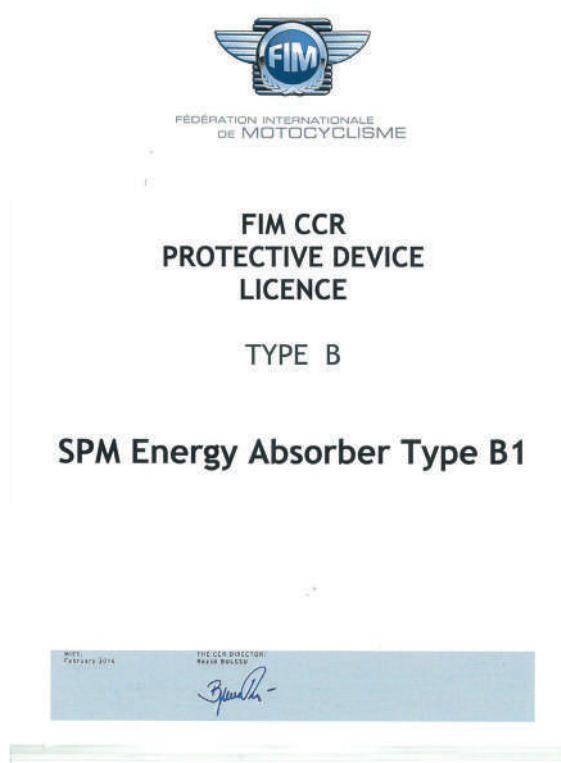 FIM
FÉDÉRATION INTERNATIONALE
DE MOTOCYCLISME
FIM CCR
PROTECTIVE DEVICE
LICENCE
TYPE B
SPM Energy Absorber Type B1
THE CCR DIRECTOR:
February